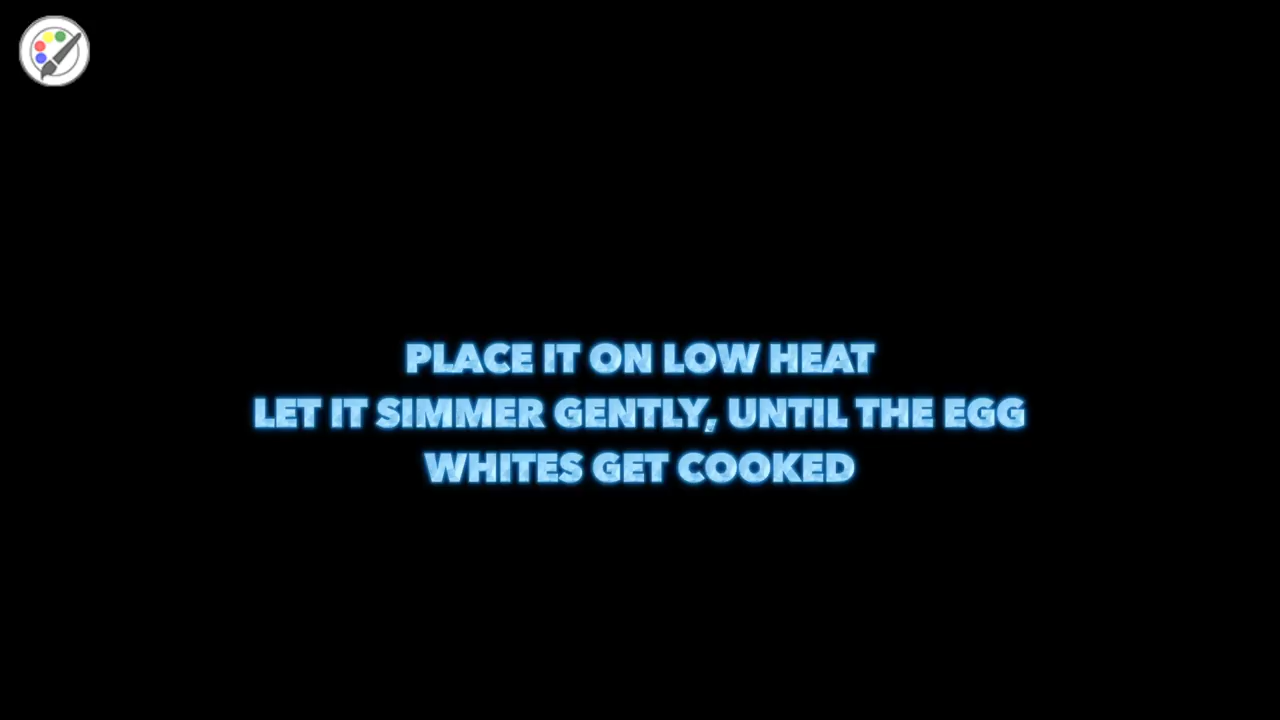 PLACE IT ON LOW HEAT
LET IT SIMMER GENTLY, UNTIL THE EGG
WHITES GET COOKED